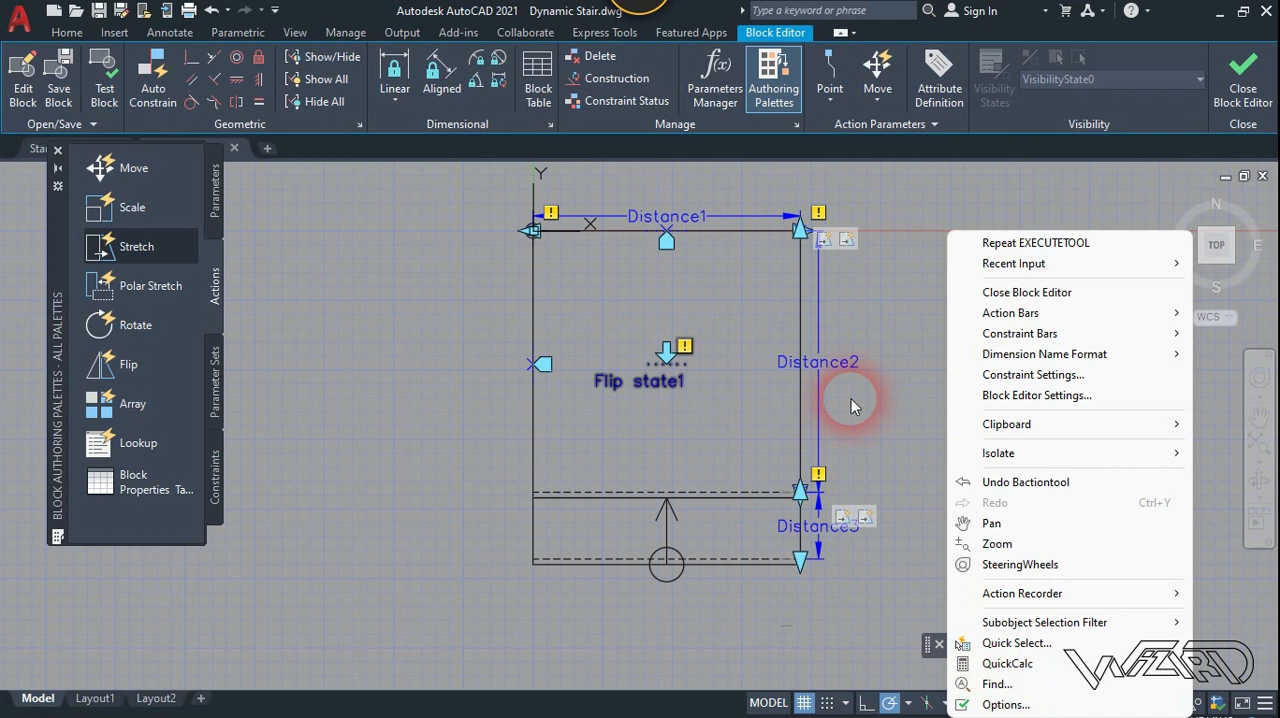 Autodesk AutoCAD 2021 Dynamic Stair.dwg
Type a keyword or phrase
Sign In
Home Insert Annotate Parametric View Manage Output Add-ins Collaborate Express Tools Featured Apps Block Editor
Edit Block
Save Block
Test Block
Auto Constrain
Show/Hide
Show All
Hide All
Linear
Aligned
Block Table
Delete
Construction
Constraint Status
Parameters Manager
Authoring Palettes
Point
Move
Attribute Definition
Visibility States
VisibilityState0
Close Block Editor
Open/Save Geometric Dimensional Manage Action Parameters Visibility Close
Move
Scale
Stretch
Polar Stretch
Rotate
Flip
Array
Lookup
Block
Properties Ta...
Parameters
Actions
Parameter Sets
Constraints
BLOCK AUTHORING PALETTES - ALL PALETTES
Y
X
Distance1
Distance2
Flip state1
Distance3
N
TOP
E
S
WCS
Repeat EXECUTETOOL
Recent Input
Close Block Editor
Action Bars
Constraint Bars
Dimension Name Format
Constraint Settings...
Block Editor Settings...
Clipboard
Isolate
Undo Bactiontool
Redo Ctrl+Y
Pan
Zoom
SteeringWheels
Action Recorder
Subobject Selection Filter
Quick Select...
QuickCalc
Find...
Options...
WIZARD
Model Layout1 Layout2 +
MODEL